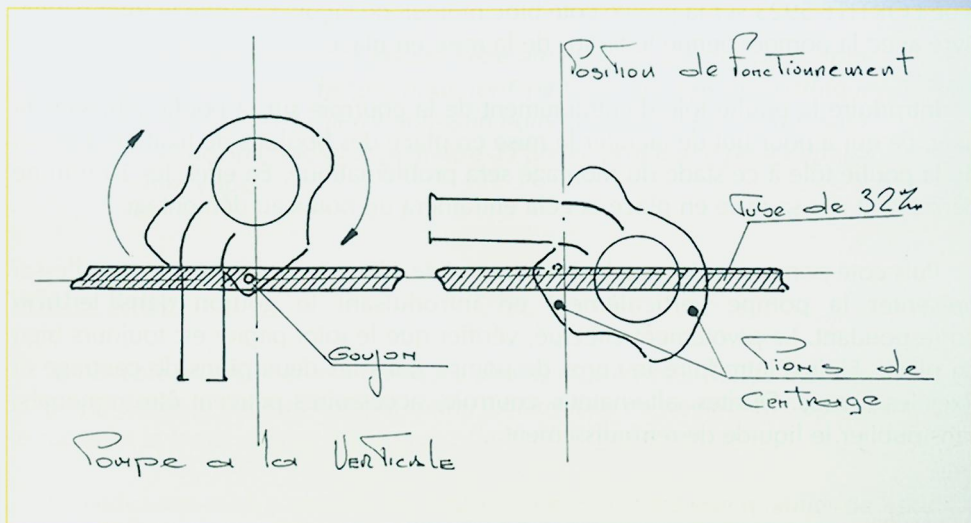 Position de Fonctionnement
Tube de 32
Goujon
Pions de
Centrage
Pompe a la Verticale